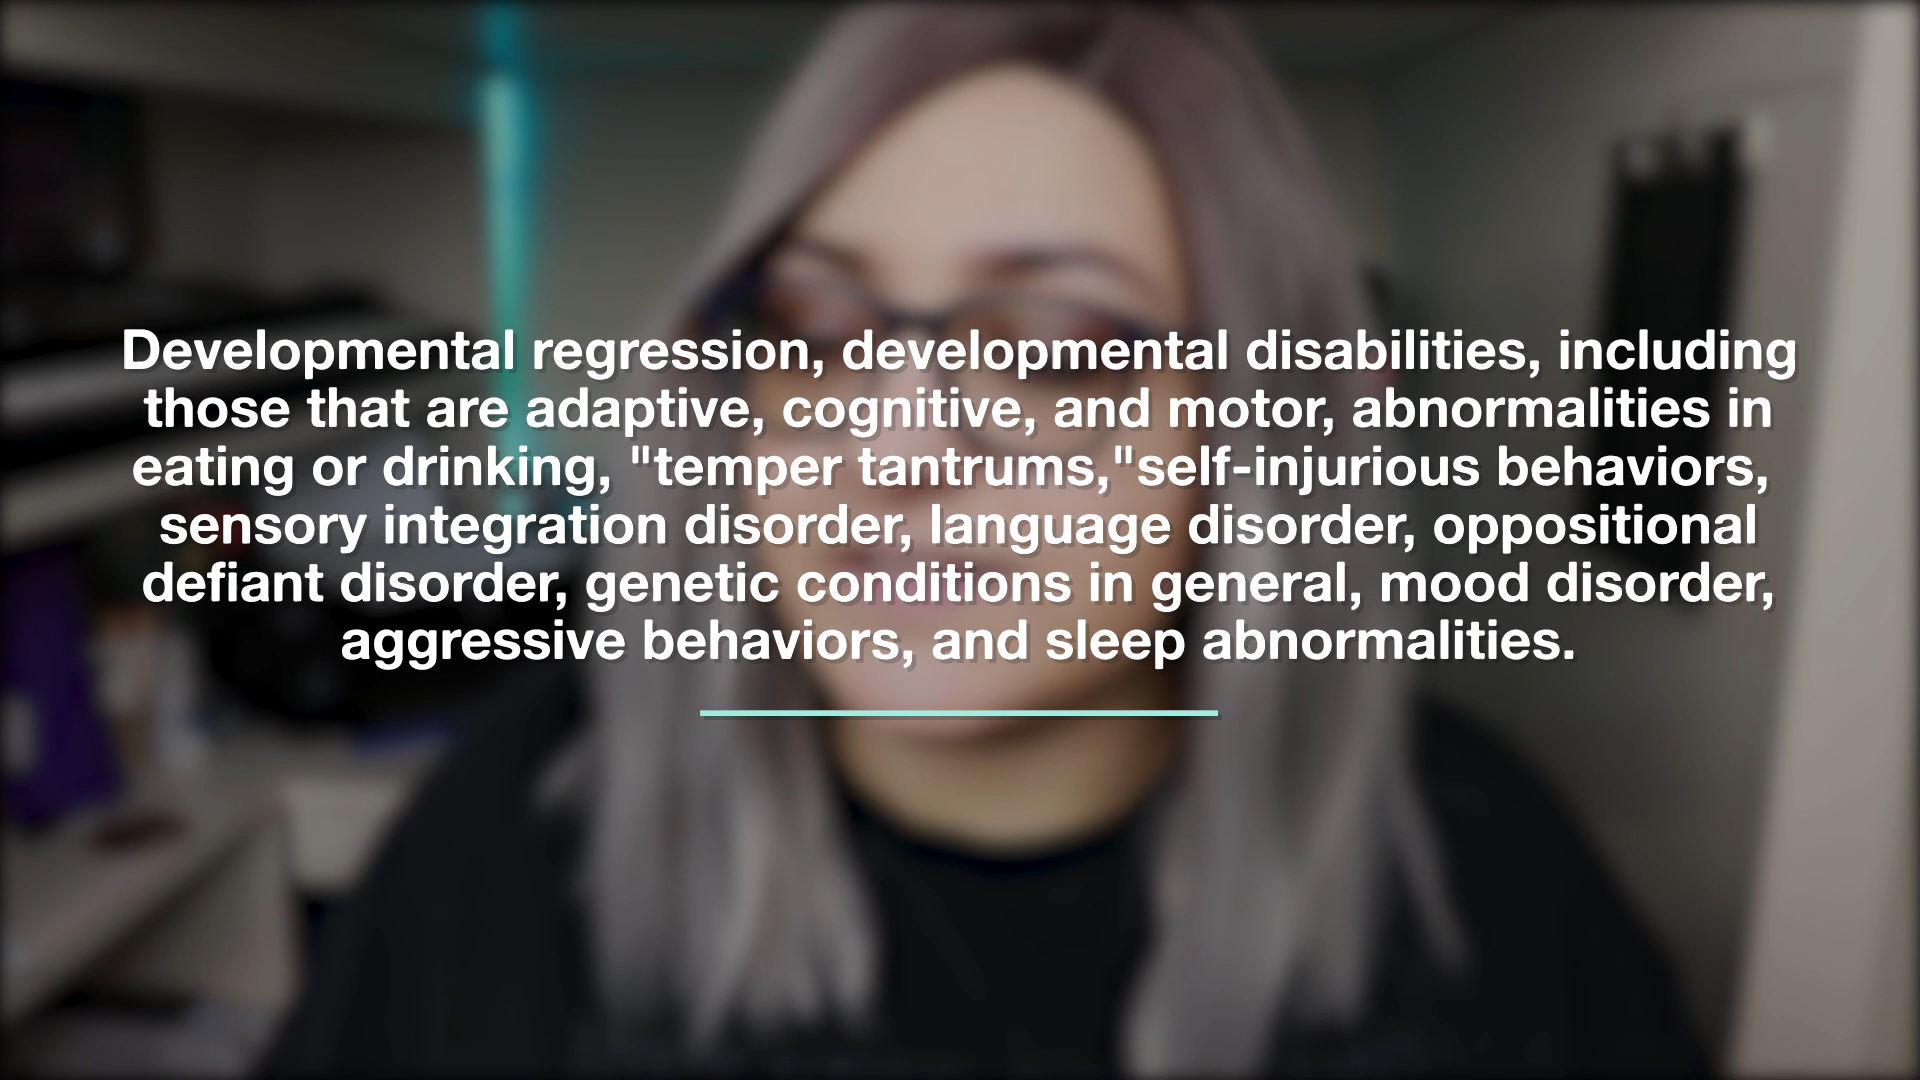 Developmental regression, developmental disabilities, including
those that are adaptive, cognitive, and motor, abnormalities in
eating or drinking, "temper tantrums,"self-injurious behaviors,
sensory integration disorder, language disorder, oppositional
defiant disorder, genetic conditions in general, mood disorder,
aggressive behaviors, and sleep abnormalities.